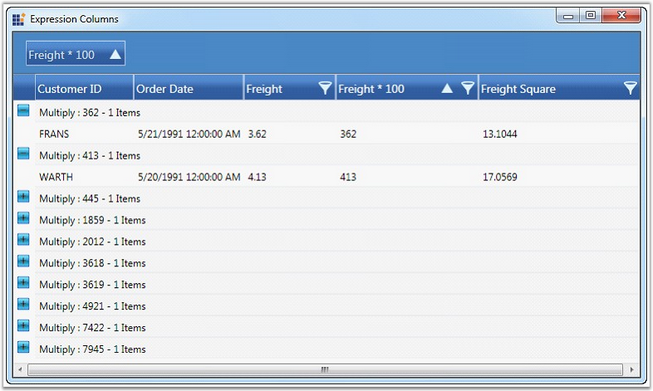 Expression Columns
Freight * 100
Customer ID Order Date Freight Freight * 100 Freight Square
Multiply : 362 - 1 Items
FRANS 5/21/1991 12:00:00 AM 3.62 362 13.1044
Multiply : 413 - 1 Items
WARTH 5/20/1991 12:00:00 AM 4.13 413 17.0569
Multiply : 445 - 1 Items
Multiply : 1859 - 1 Items
Multiply : 2012 - 1 Items
Multiply : 3618 - 1 Items
Multiply : 3619 - 1 Items
Multiply : 4921 - 1 Items
Multiply : 7422 - 1 Items
Multiply : 7945 - 1 Items